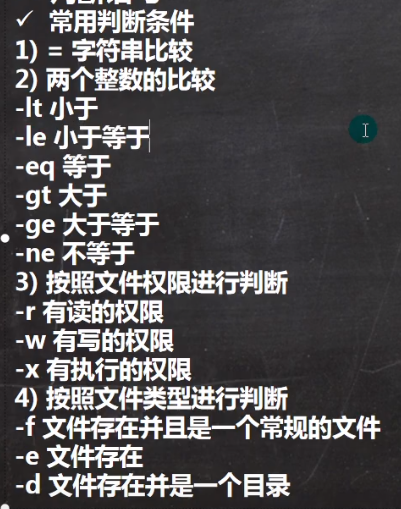 ✓ 常用判断条件
1) = 字符串比较
2) 两个整数的比较
-lt 小于
-le 小于等于
-eq 等于
-gt 大于
-ge 大于等于
-ne 不等于
3) 按照文件权限进行判断
-r 有读的权限
-w 有写的权限
-x 有执行的权限
4) 按照文件类型进行判断
-f 文件存在并且是一个常规的文件
-e 文件存在
-d 文件存在并是一个目录